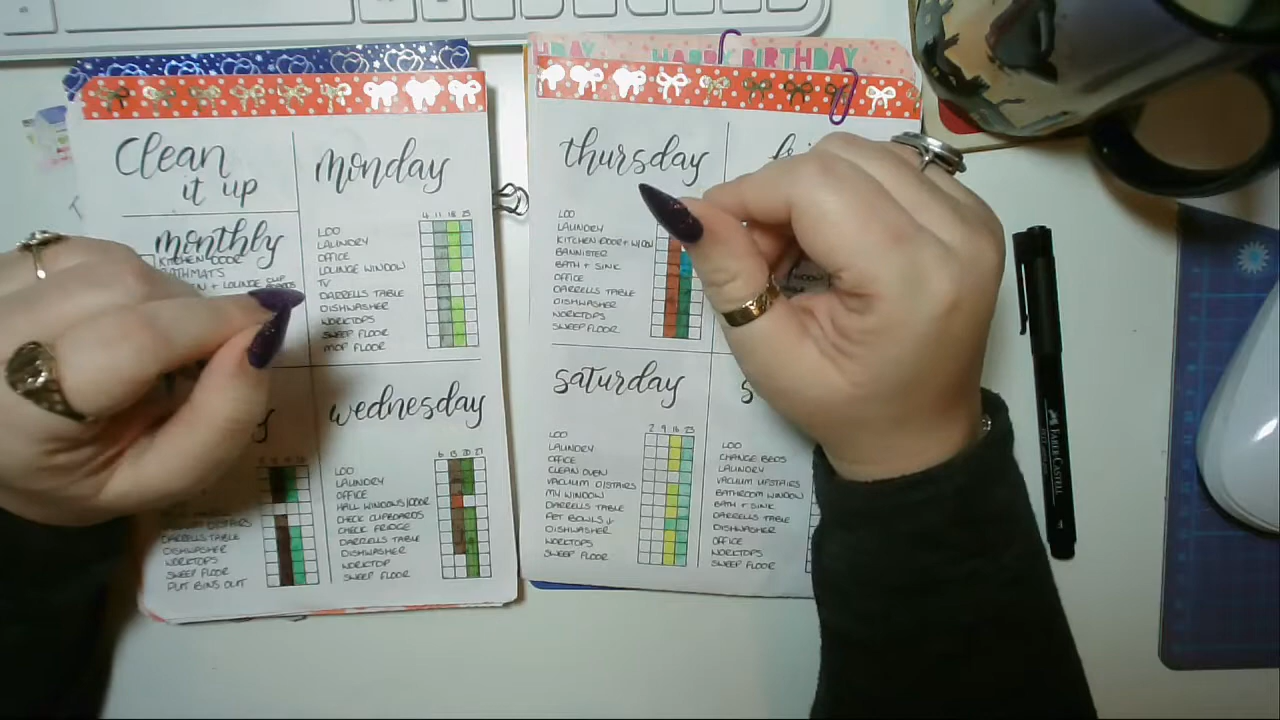 BIRTHDAY
Clean
it up
monthly
KITCHEN DOOR
BATHMATS
monday
4 11 18 25
LOO
LAUNDRY
OFFICE
LOUNGE WINDOW
TV
DARRELLS TABLE
DISHWASHER
WORKTOPS
SWEEP FLOOR
MOP FLOOR
DARRELLS TABLE
DISHWASHER
WORKTOPS
SWEEP FLOOR
PUT BINS OUT
wednesday
6 13 20 27
LOO
LAUNDRY
OFFICE
HALL WINDOWS/DOOR
CHECK CUPBOARDS
CHECK FRIDGE
DARRELLS TABLE
DISHWASHER
WORKTOP
SWEEP FLOOR
thursday
LOO
LAUNDRY
BANNISTER
BATH + SINK
OFFICE
DARRELLS TABLE
DISHWASHER
WORKTOPS
SWEEP FLOOR
saturday
2 9 16 23
LOO
LAUNDRY
OFFICE
CLEAN OVEN
VACUUM D/STAIRS
MY WINDOW
DARRELLS TABLE
PET BOWLS
DISHWASHER
WORKTOPS
SWEEP FLOOR
LOO
CHANGE BEDS
LAUNDRY
VACUUM UPSTAIRS
BATHROOM WINDOW
BATH + SINK
DARRELLS TABLE
DISHWASHER
OFFICE
WORKTOPS
SWEEP FLOOR
FABER-CASTELL